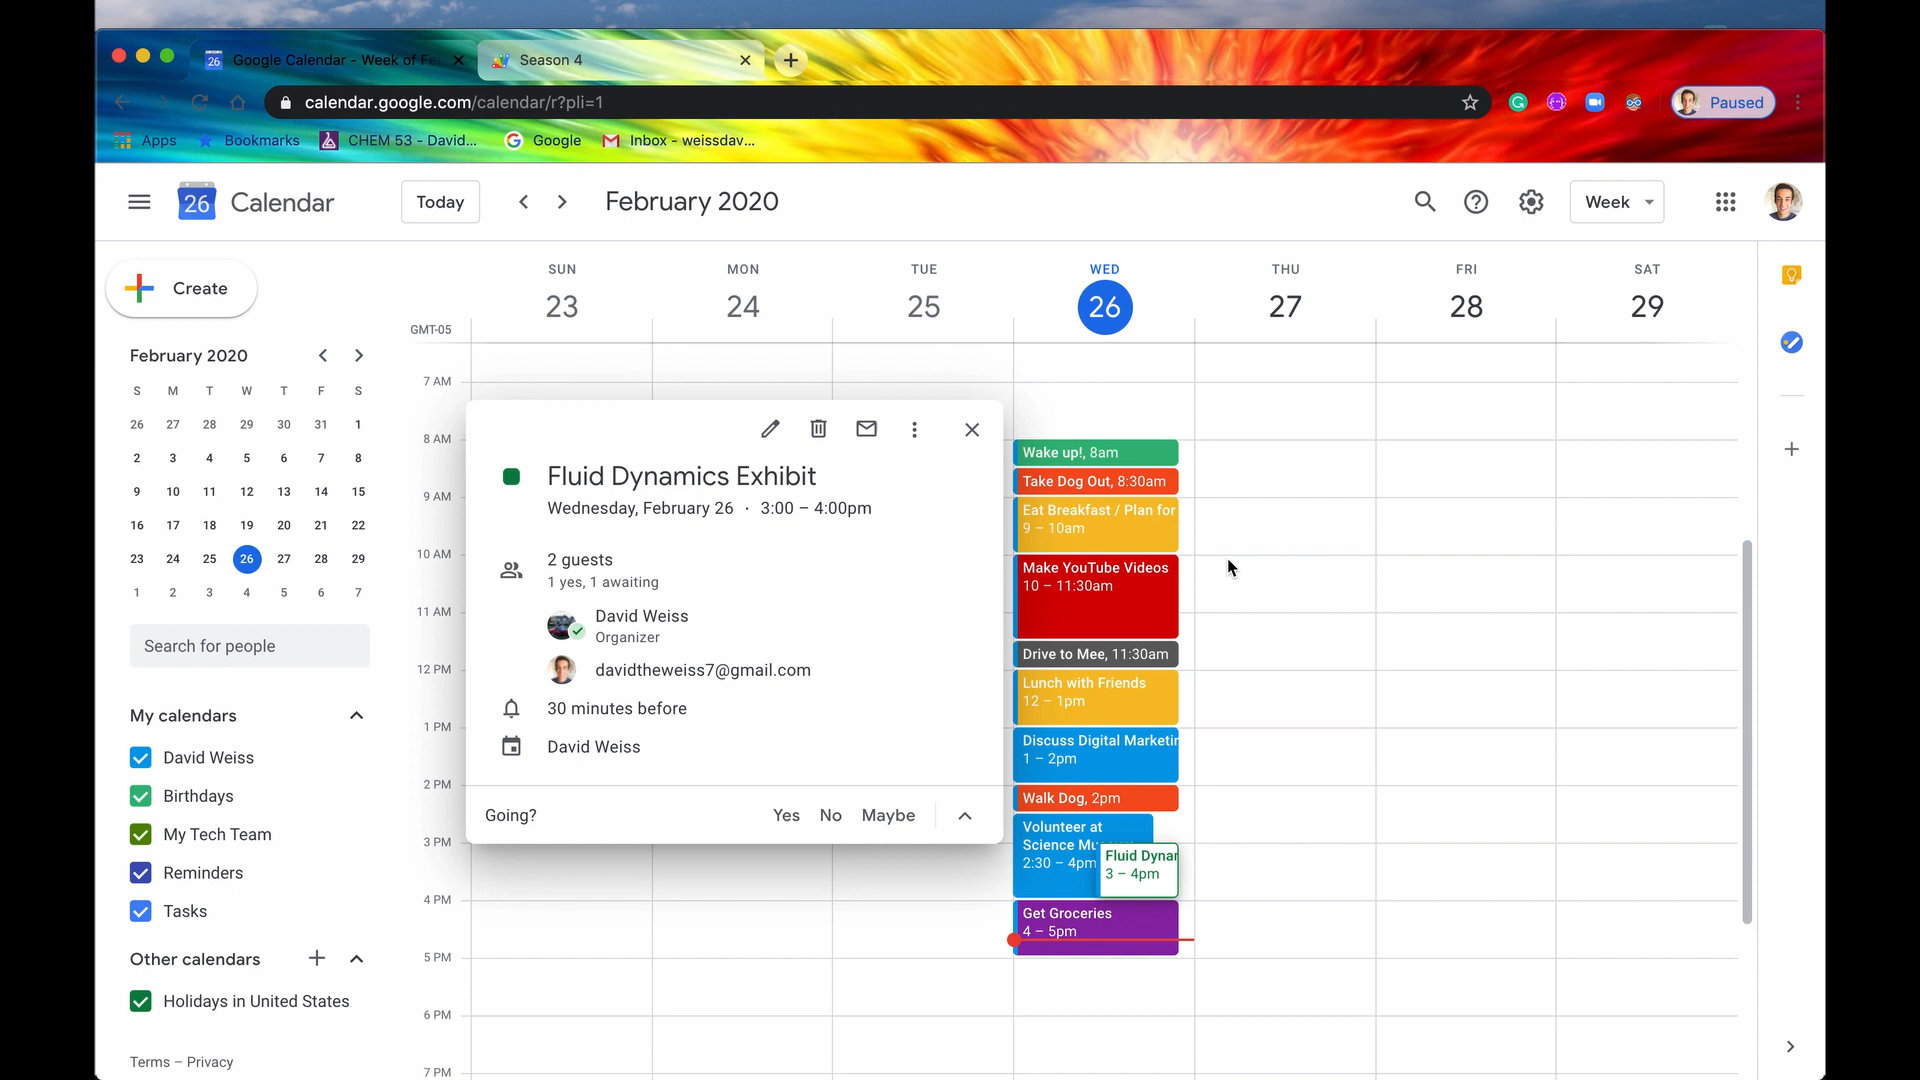 Google Calendar - Week of Fe
Season 4
calendar.google.com/calendar/r?pli=1
Paused
Apps
Bookmarks
CHEM 53 - David...
Google
Inbox - weissdav...
26
Calendar
Today
February 2020
Week
Create
SUN
MON
TUE
WED
THU
FRI
SAT
23
24
25
26
27
28
29
GMT-05
February 2020
S M T W T F S
26 27 28 29 30 31 1
2 3 4 5 6 7 8
9 10 11 12 13 14 15
16 17 18 19 20 21 22
23 24 25 26 27 28 29
1 2 3 4 5 6 7
Search for people
My calendars
David Weiss
Birthdays
My Tech Team
Reminders
Tasks
Other calendars
Holidays in United States
Terms – Privacy
7 AM
8 AM
9 AM
10 AM
11 AM
12 PM
1 PM
2 PM
3 PM
4 PM
5 PM
6 PM
7 PM
Fluid Dynamics Exhibit
Wednesday, February 26 · 3:00 – 4:00pm
2 guests
1 yes, 1 awaiting
David Weiss
Organizer
davidtheweiss7@gmail.com
30 minutes before
David Weiss
Going?
Yes
No
Maybe
Wake up!, 8am
Take Dog Out, 8:30am
Eat Breakfast / Plan for
9 – 10am
Make YouTube Videos
10 – 11:30am
Drive to Mee, 11:30am
Lunch with Friends
12 – 1pm
Discuss Digital Marketin
1 – 2pm
Walk Dog, 2pm
Volunteer at
Science Mu
2:30 – 4pm
Fluid Dynar
3 – 4pm
Get Groceries
4 – 5pm